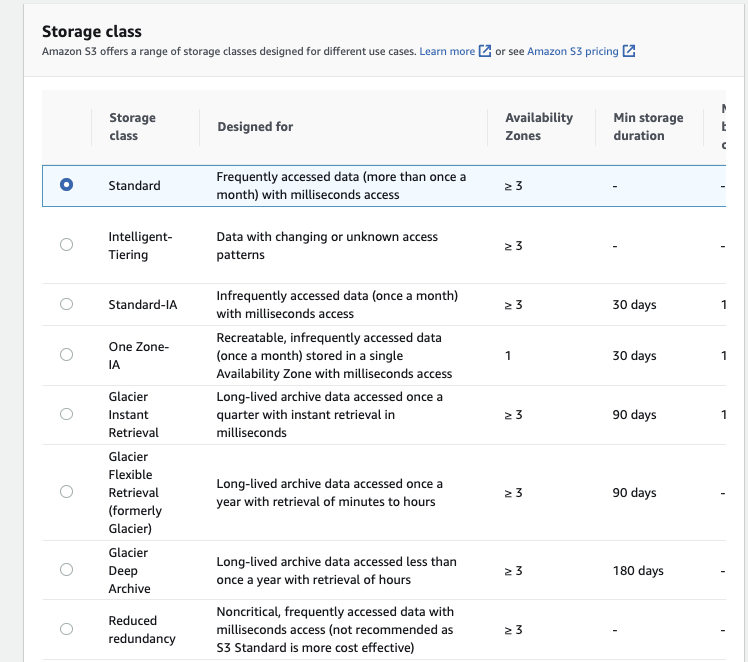 Storage class
Amazon S3 offers a range of storage classes designed for different use cases. Learn more or see Amazon S3 pricing
Storage class
Designed for
Availability Zones
Min storage duration
Standard
Frequently accessed data (more than once a
month) with milliseconds access
≥ 3
-
-
Intelligent-
Tiering
Data with changing or unknown access
patterns
≥ 3
-
-
Standard-IA
Infrequently accessed data (once a month)
with milliseconds access
≥ 3
30 days
1
One Zone-
IA
Recreatable, infrequently accessed data
(once a month) stored in a single
Availability Zone with milliseconds access
1
30 days
1
Glacier
Instant
Retrieval
Long-lived archive data accessed once a
quarter with instant retrieval in
milliseconds
≥ 3
90 days
1
Glacier
Flexible
Retrieval
(formerly
Glacier)
Long-lived archive data accessed once a
year with retrieval of minutes to hours
≥ 3
90 days
-
Glacier
Deep
Archive
Long-lived archive data accessed less than
once a year with retrieval of hours
≥ 3
180 days
-
Reduced
redundancy
Noncritical, frequently accessed data with
milliseconds access (not recommended as
S3 Standard is more cost effective)
≥ 3
-
-